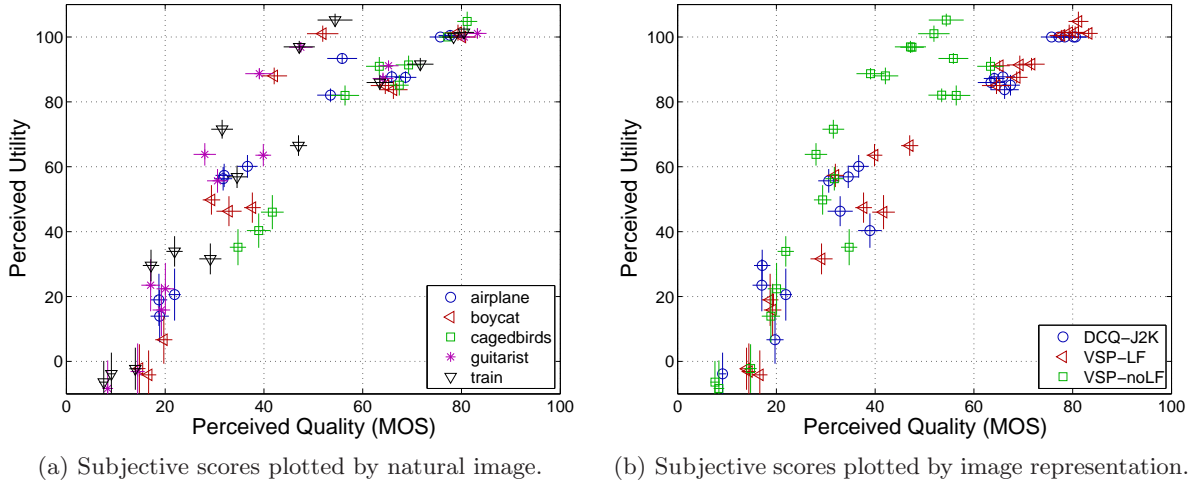 100
80
60
40
20
0
Perceived Utility
0 20 40 60 80 100
Perceived Quality (MOS)
airplane
boycat
cagedbirds
guitarist
train
(a) Subjective scores plotted by natural image.
100
80
60
40
20
0
Perceived Utility
0 20 40 60 80 100
Perceived Quality (MOS)
DCQ−J2K
VSP−LF
VSP−noLF
(b) Subjective scores plotted by image representation.